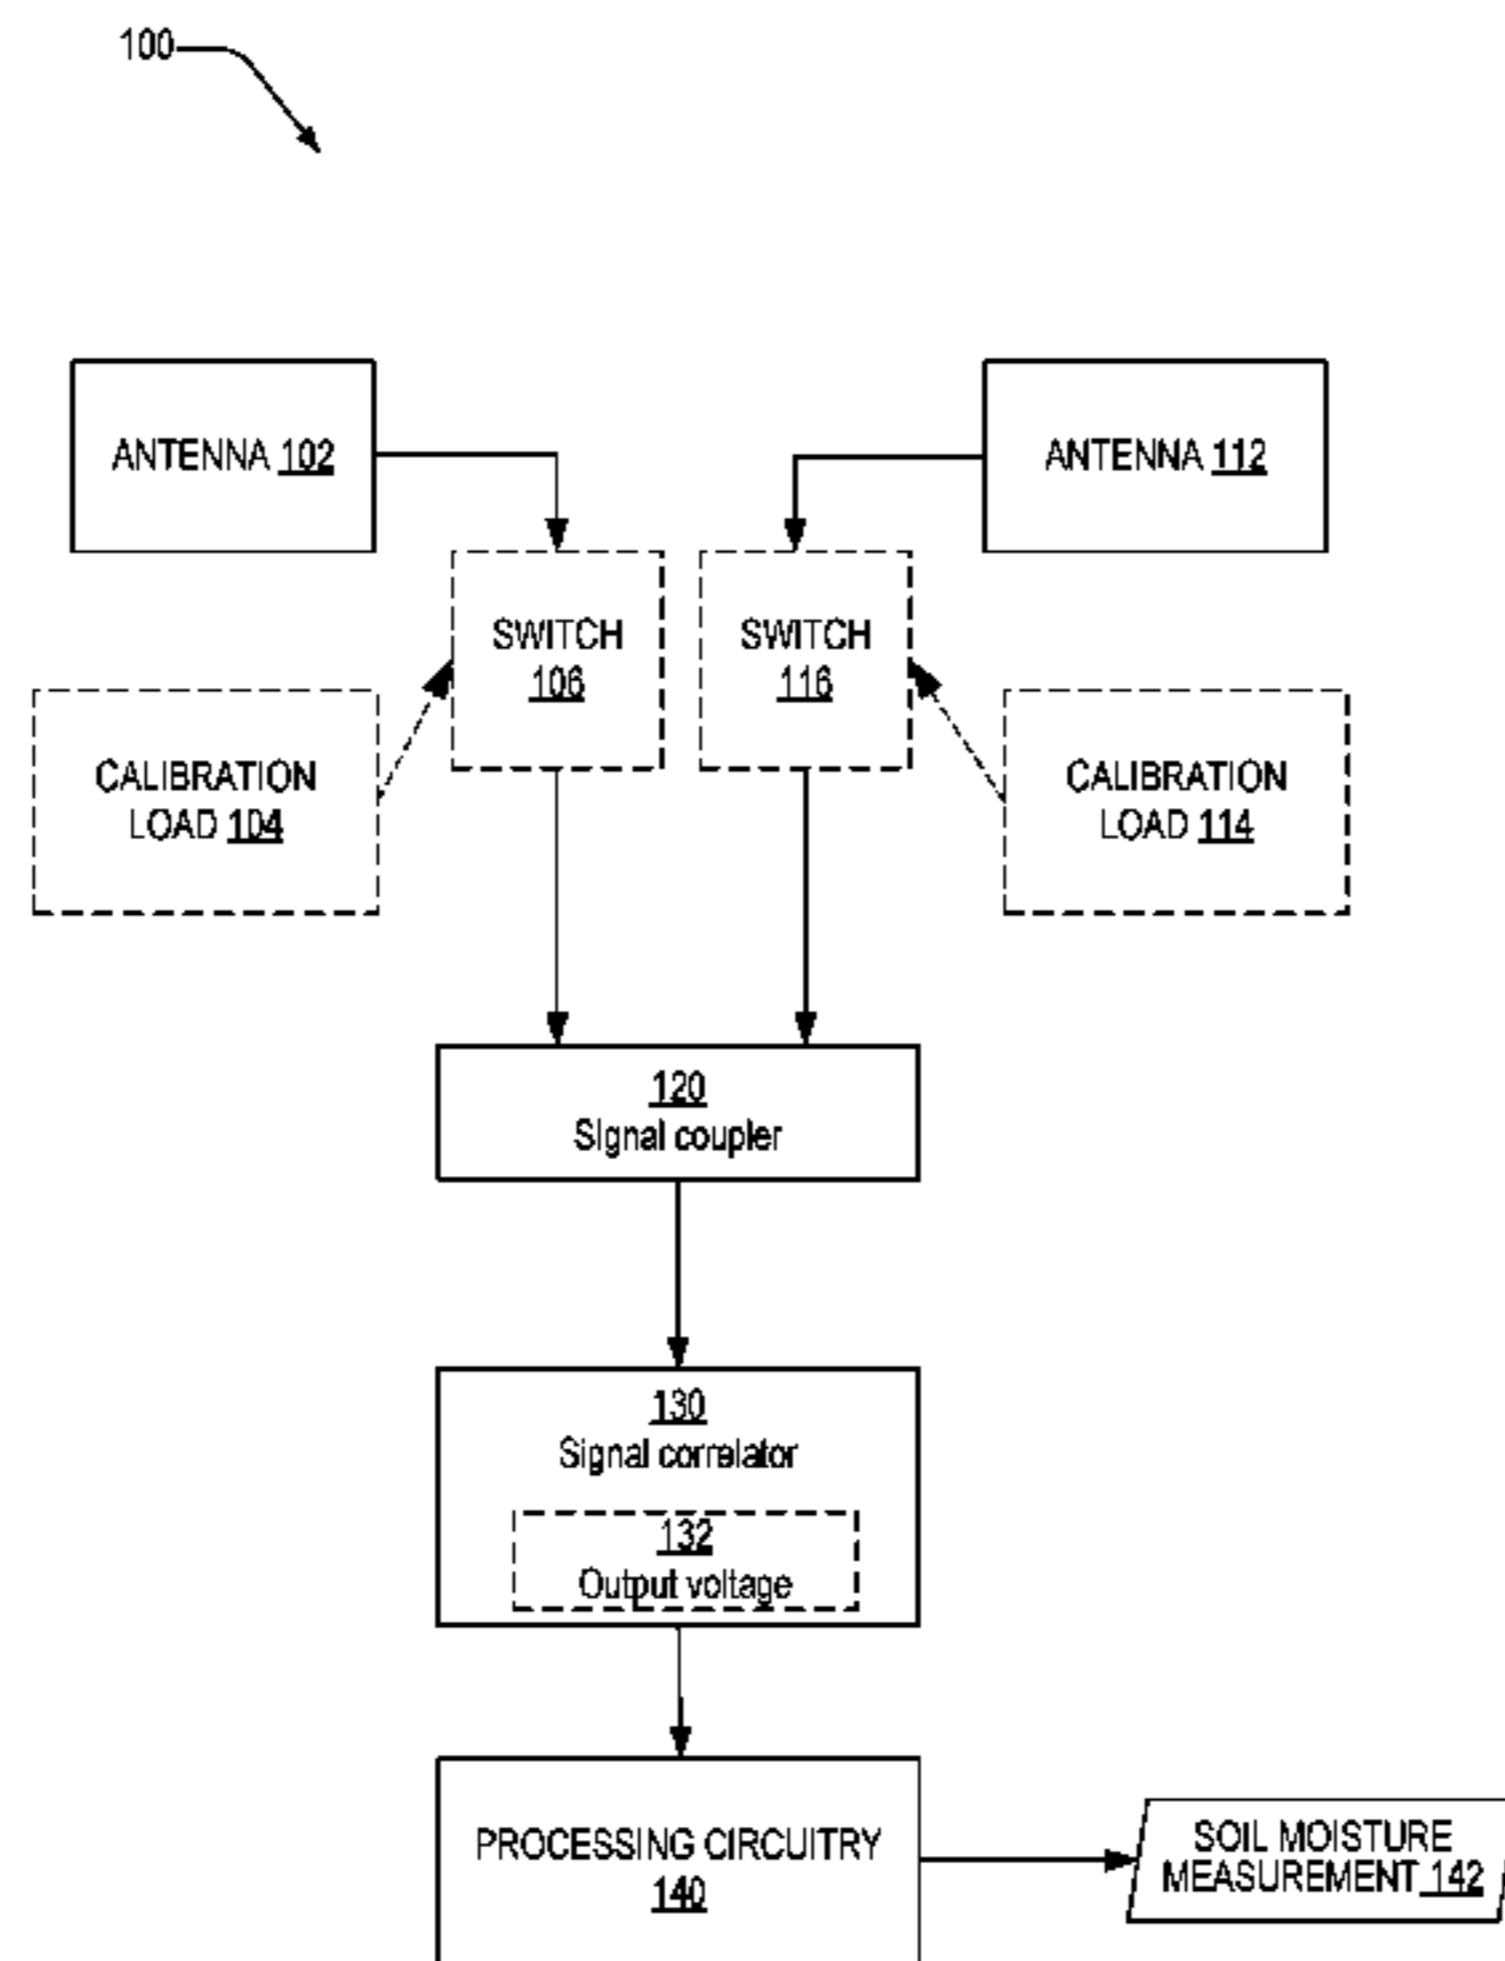 100
ANTENNA 102
ANTENNA 112
SWITCH
106
SWITCH
116
CALIBRATION
LOAD 104
CALIBRATION
LOAD 114
120
Signal coupler
130
Signal correlator
132
Output voltage
PROCESSING CIRCUITRY
140
SOIL MOISTURE
MEASUREMENT 142